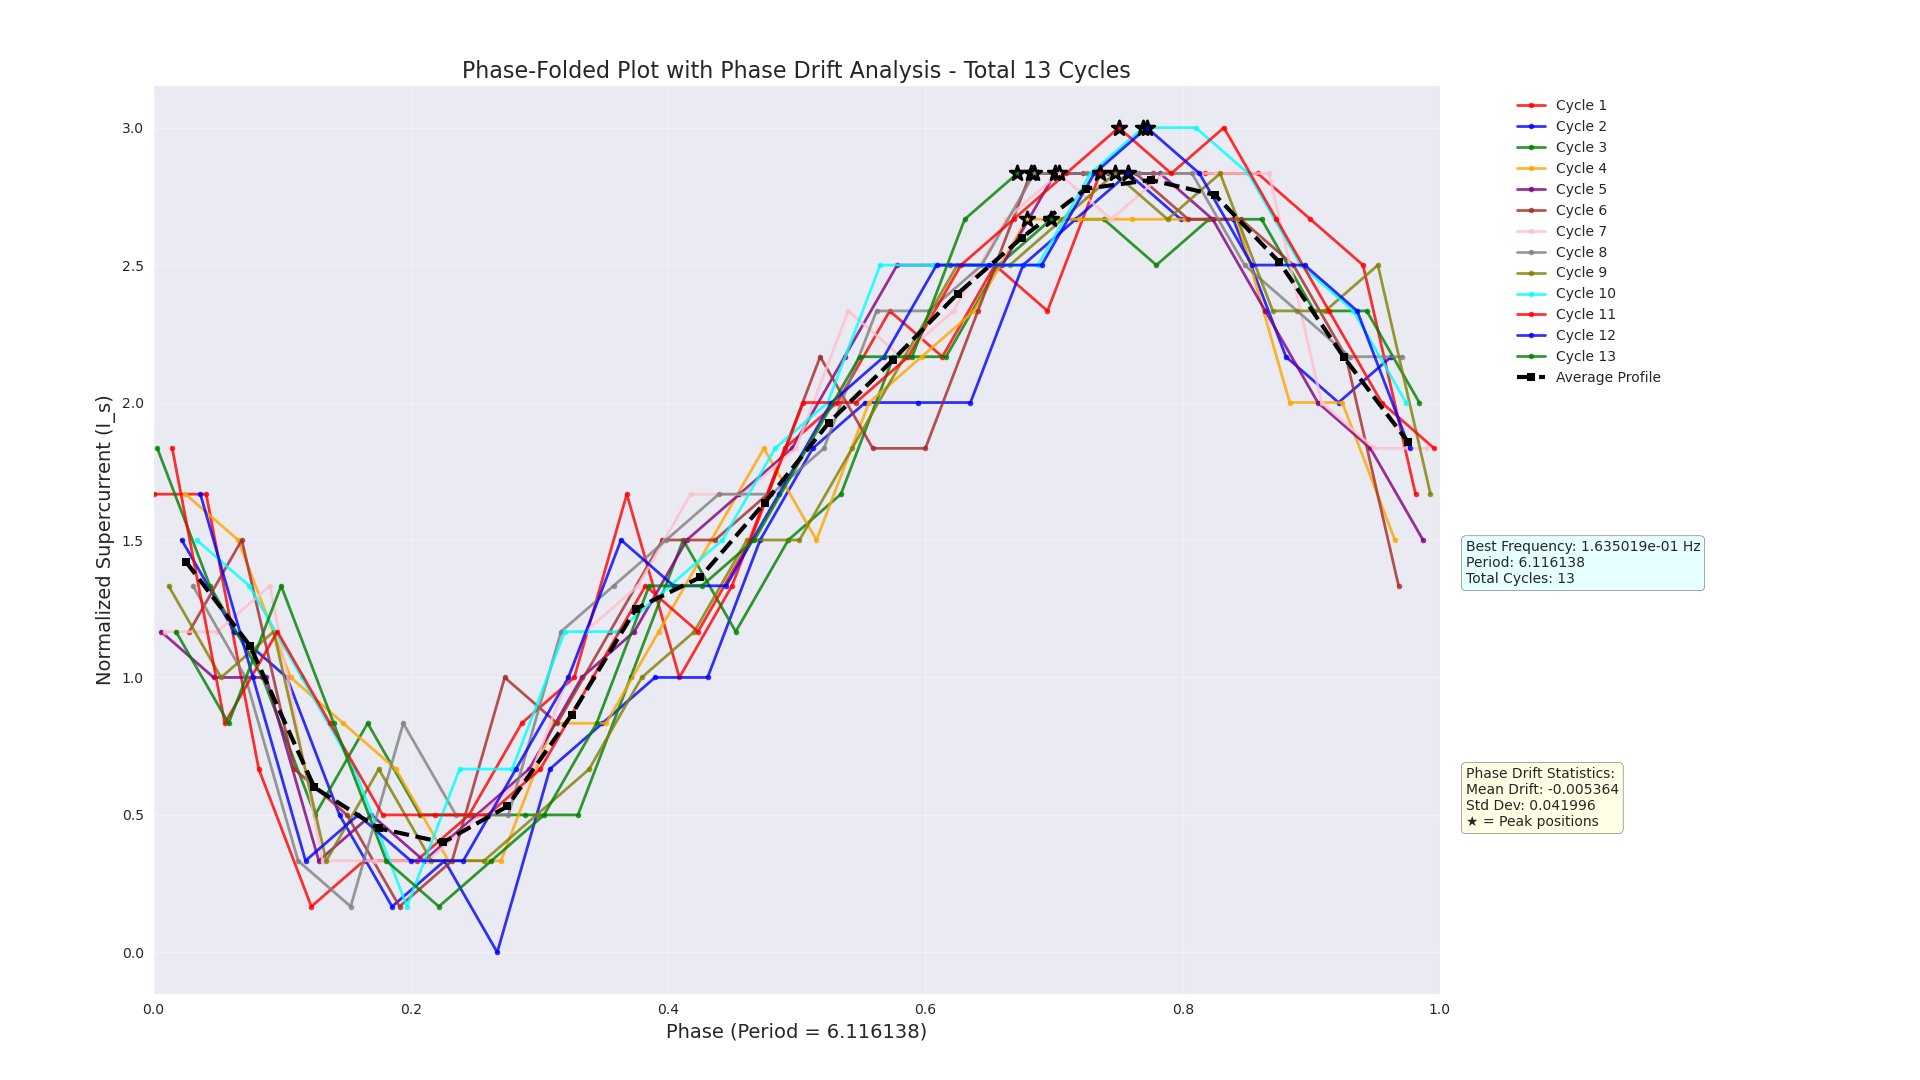 Phase-Folded Plot with Phase Drift Analysis - Total 13 Cycles
Normalized Supercurrent (I_s)
3.0
2.5
2.0
1.5
1.0
0.5
0.0
0.0
0.2
0.4
0.6
0.8
1.0
Phase (Period = 6.116138)
Cycle 1
Cycle 2
Cycle 3
Cycle 4
Cycle 5
Cycle 6
Cycle 7
Cycle 8
Cycle 9
Cycle 10
Cycle 11
Cycle 12
Cycle 13
Average Profile
Best Frequency: 1.635019e-01 Hz
Period: 6.116138
Total Cycles: 13
Phase Drift Statistics:
Mean Drift: -0.005364
Std Dev: 0.041996
★ = Peak positions